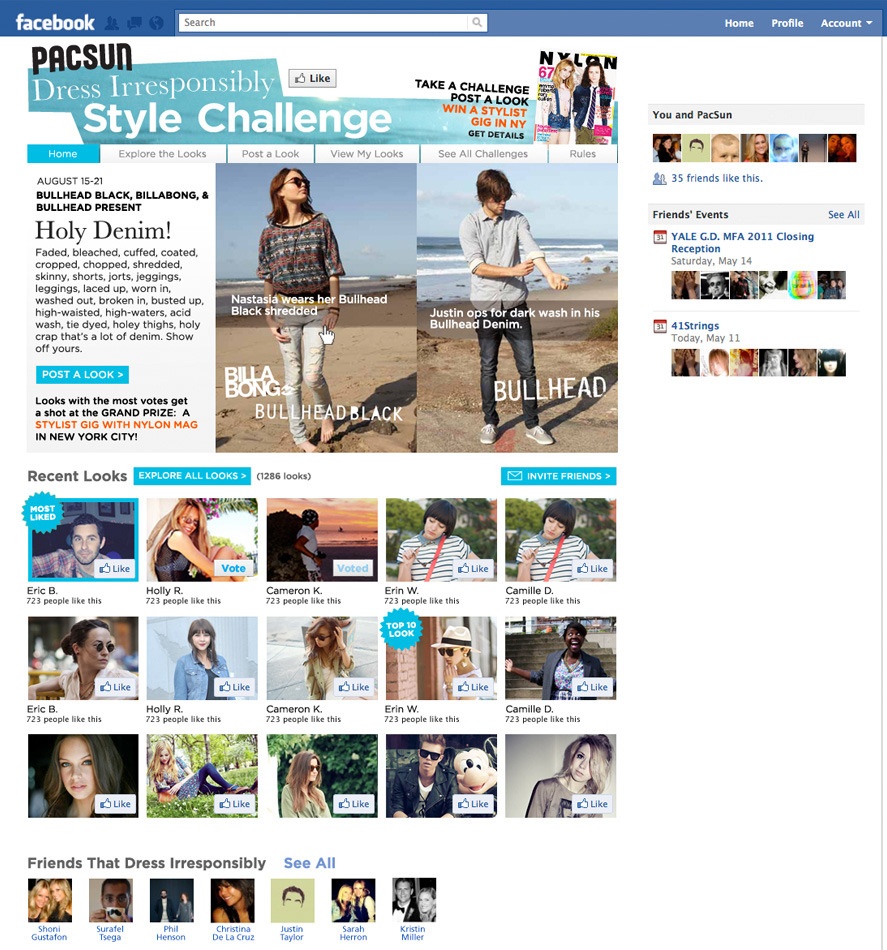 facebook
Search
Home Profile Account
PACSUN
Dress Irresponsibly
Style Challenge
Like
TAKE A CHALLENGE
POST A LOOK
WIN A STYLIST
GIG IN NY
GET DETAILS
NYLON
67
Home
Explore the Looks
Post a Look
View My Looks
See All Challenges
Rules
AUGUST 15-21
BULLHEAD BLACK, BILLABONG, &
BULLHEAD PRESENT
Holy Denim!
Faded, bleached, cuffed, coated,
cropped, chopped, shredded,
skinny, shorts, jorts, jeggings,
leggings, laced up, worn in,
washed out, broken in, busted up,
high-waisted, high-waters, acid
wash, tie dyed, holey thighs, holy
crap that's a lot of denim. Show
off yours.
POST A LOOK >
Looks with the most votes get
a shot at the GRAND PRIZE: A
STYLIST GIG WITH NYLON MAG
IN NEW YORK CITY!
Nastasia wears her Bullhead
Black shredded
BILLA
BONG
BULLHEAD BLACK
Justin ops for dark wash in his
Bullhead Denim.
BULLHEAD
You and PacSun
35 friends like this.
Friends' Events See All
31
YALE G.D. MFA 2011 Closing
Reception
Saturday, May 14
31
41Strings
Today, May 11
Recent Looks
EXPLORE ALL LOOKS >
(1286 looks)
INVITE FRIENDS >
MOST
LIKED
Like
Vote
Voted
Like
Like
Eric B.
723 people like this
Holly R.
723 people like this
Cameron K.
723 people like this
Erin W.
723 people like this
Camille D.
723 people like this
TOP 10
LOOK
Like
Like
Like
Like
Like
Eric B.
723 people like this
Holly R.
723 people like this
Cameron K.
723 people like this
Erin W.
723 people like this
Camille D.
723 people like this
Like
Like
Like
Like
Like
Friends That Dress Irresponsibly See All
Shoni
Gustafon
Surafel
Tsega
Phil
Henson
Christina
De La Cruz
Justin
Taylor
Sarah
Herron
Kristin
Miller